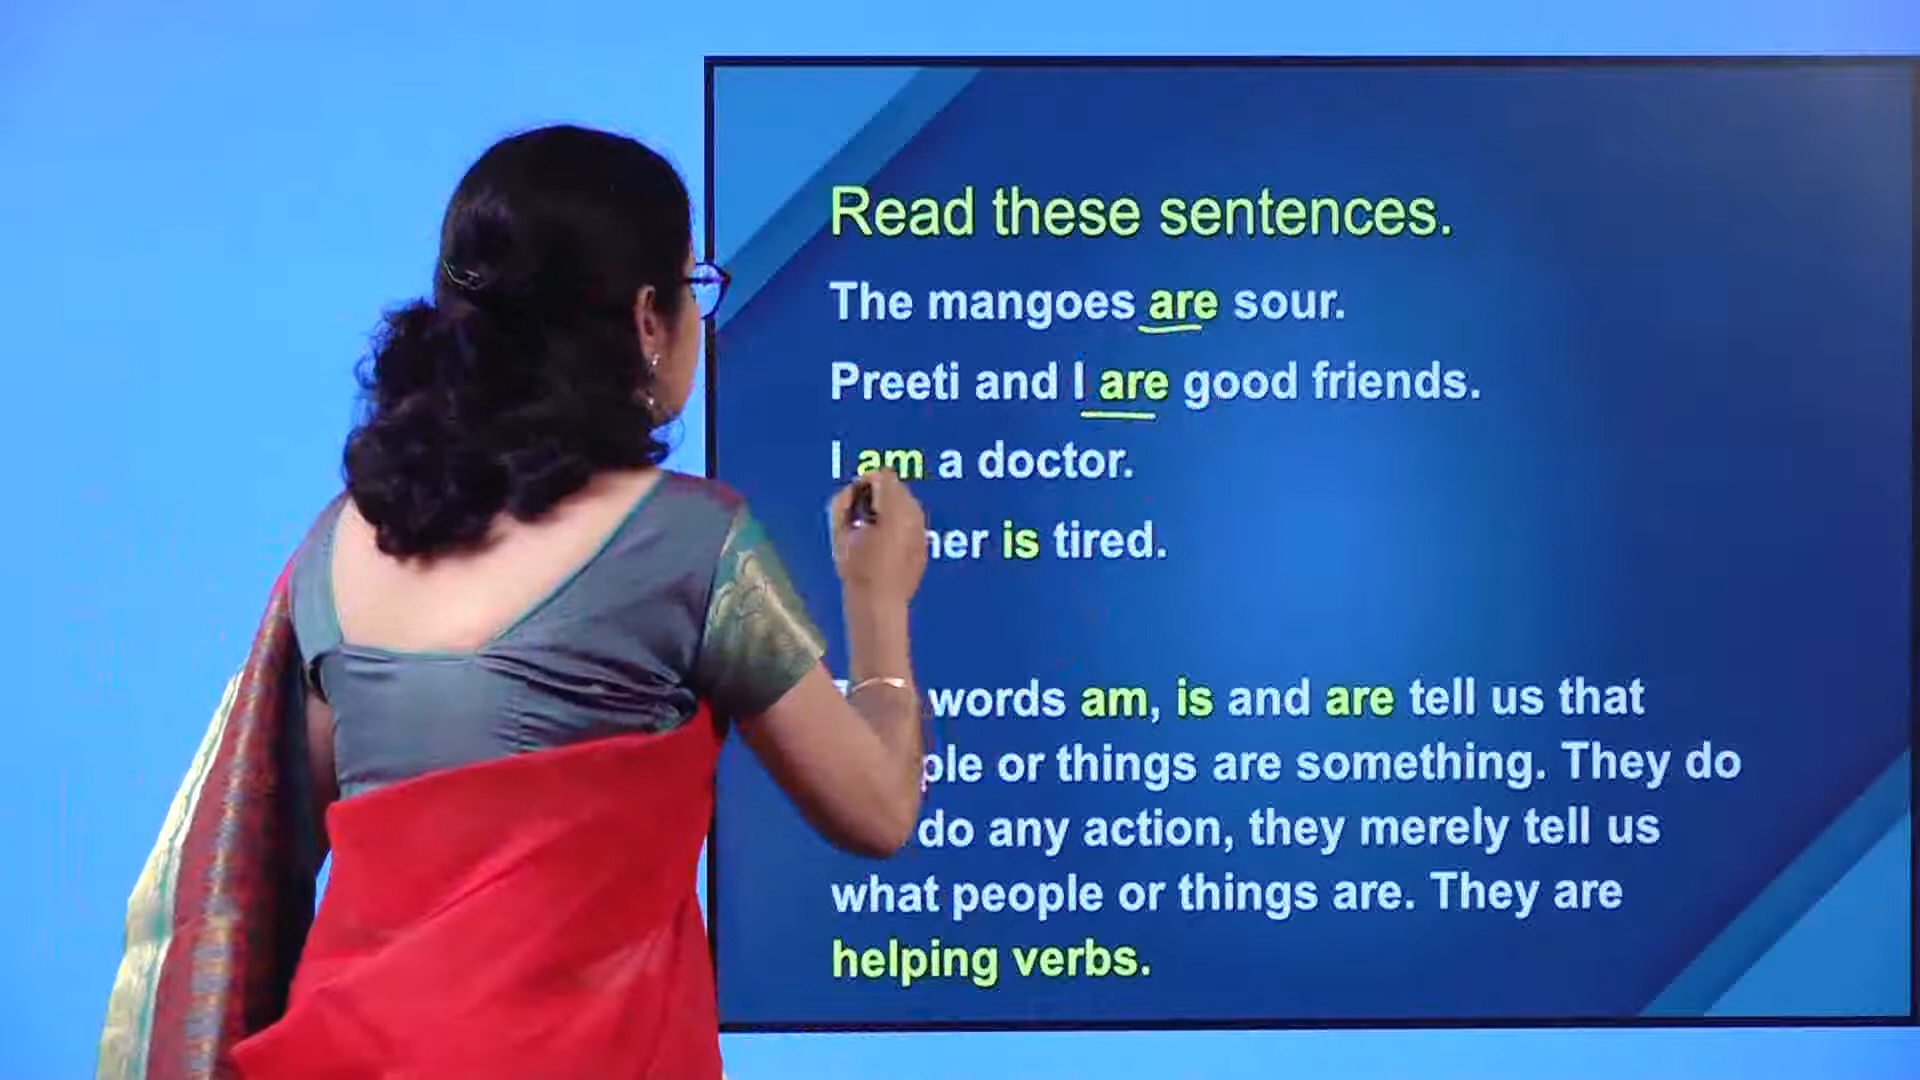 Read these sentences.
The mangoes are sour.
Preeti and I are good friends.
I am a doctor.
is tired.
words am, is and are tell us that
or things are something. They do
do any action, they merely tell us
what people or things are. They are
helping verbs.